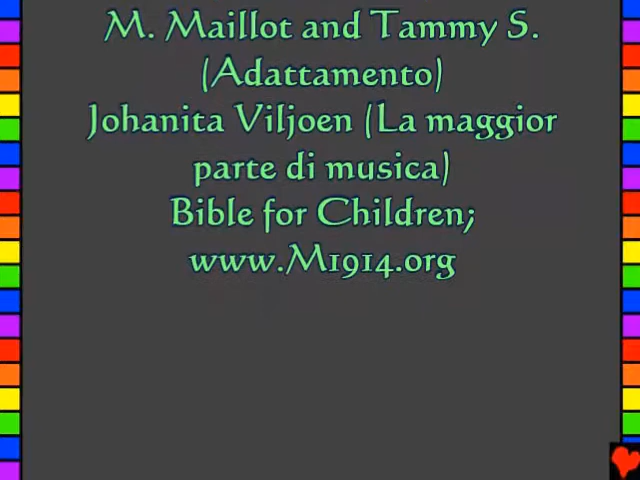 M. Maillot and Tammy S.
(Adattamento)
Johanita Viljoen (La maggior
parte di musica)
Bible for Children;
www.M1914.org